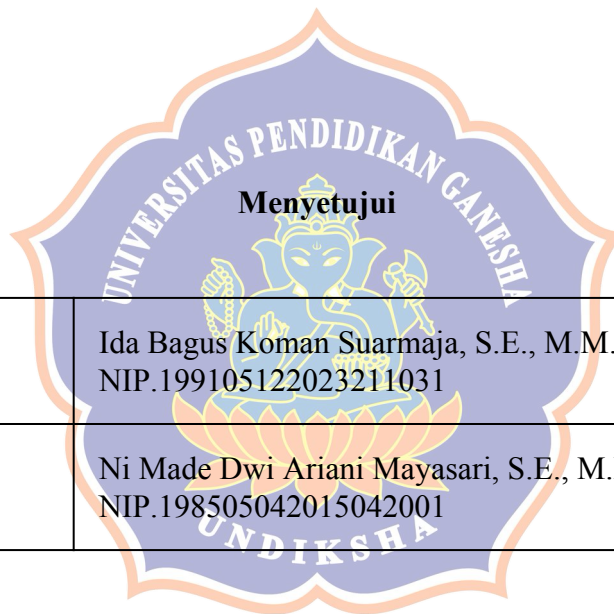 UNIVERSITAS PENDIDIKAN GANESHA
Menyetujui
Ida Bagus Koman Suarmaja, S.E., M.M.
NIP.199105122023211031
Ni Made Dwi Ariani Mayasari, S.E., M.
NIP.198505042015042001
UNDIKSHA